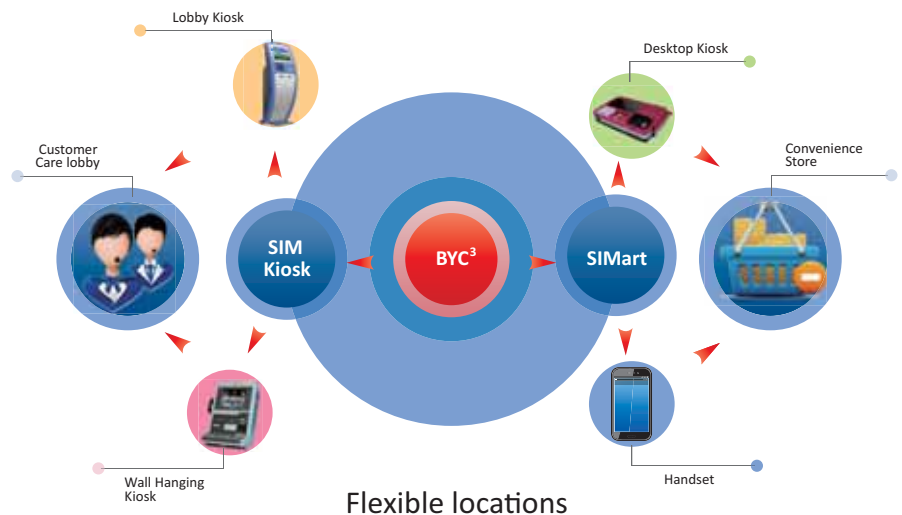 Lobby Kiosk
Desktop Kiosk
Customer
Care lobby
Convenience
Store
SIM
Kiosk
BYC³
SIMart
Wall Hanging
Kiosk
Handset
Flexible locations